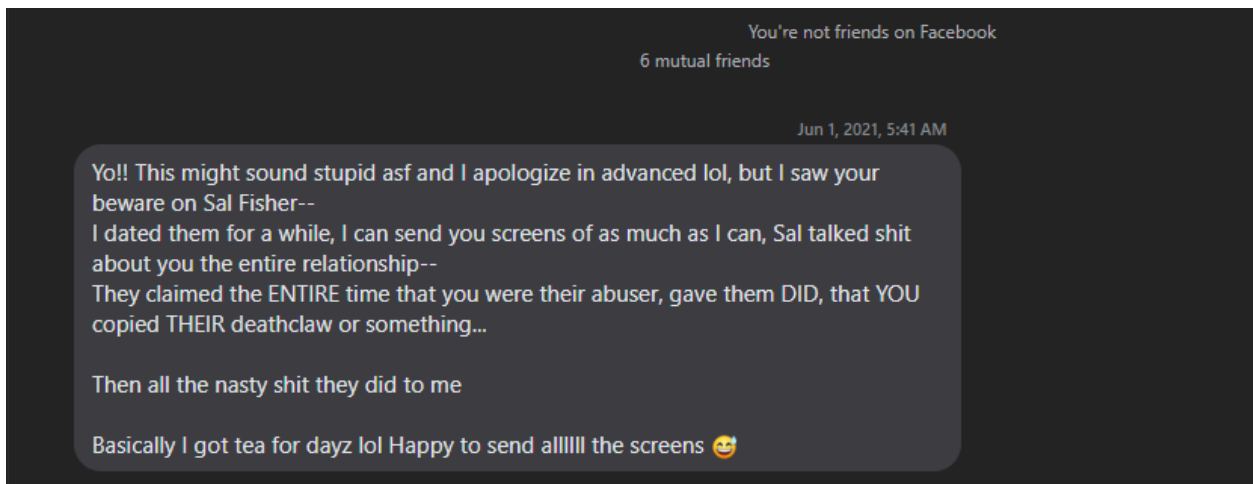 You're not friends on Facebook
6 mutual friends
Jun 1, 2021, 5:41 AM
Yo!! This might sound stupid asf and I apologize in advanced lol, but I saw your
beware on Sal Fisher--
I dated them for a while, I can send you screens of as much as I can, Sal talked shit
about you the entire relationship--
They claimed the ENTIRE time that you were their abuser, gave them DID, that YOU
copied THEIR deathclaw or something...
Then all the nasty shit they did to me
Basically I got tea for dayz lol Happy to send allllll the screens 😅